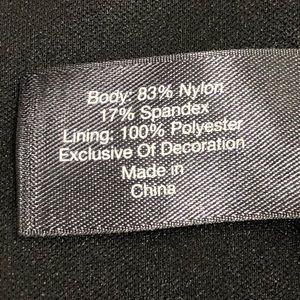 Body: 83% Nylon
17% Spandex
Lining: 100% Polyester
Exclusive Of Decoration
Made in
China